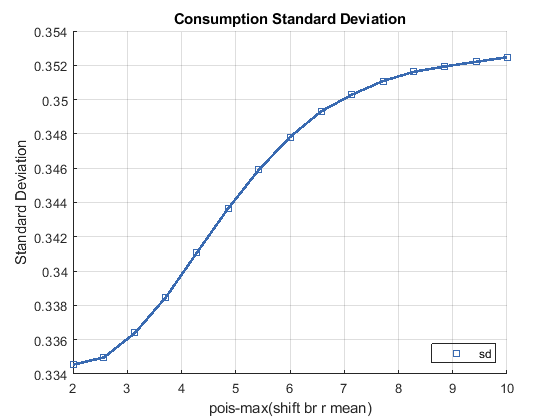 Consumption Standard Deviation
0.354
0.352
0.35
0.348
0.346
0.344
0.342
0.34
0.338
0.336
0.334
Standard Deviation
sd
2 3 4 5 6 7 8 9 10
pois-max(shift br r mean)